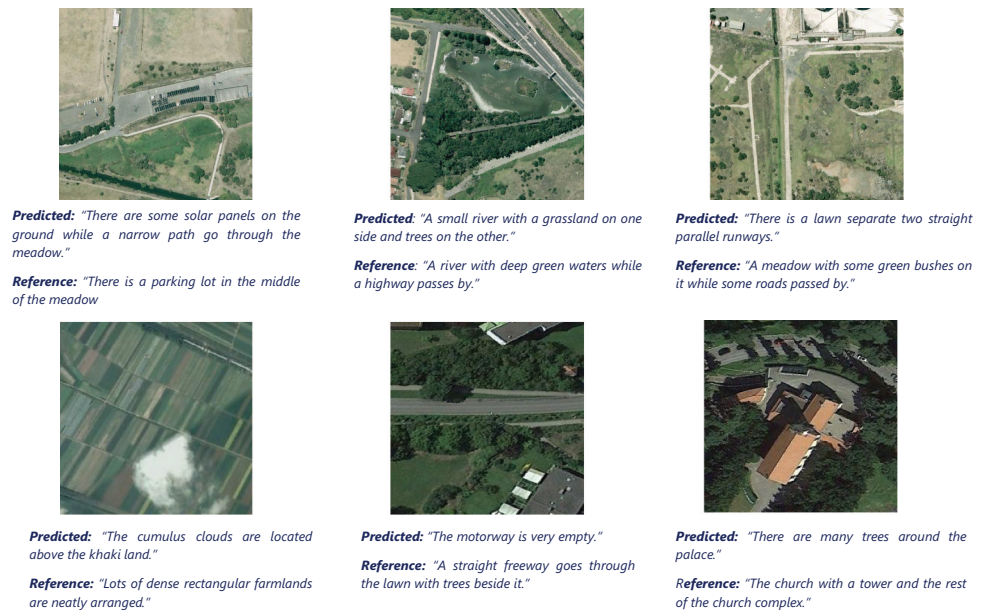 Predicted: “There are some solar panels on the
ground while a narrow path go through the
meadow.”
Reference: “There is a parking lot in the middle
of the meadow
Predicted: “A small river with a grassland on one
side and trees on the other.”
Reference: “A river with deep green waters while
a highway passes by.”
Predicted: “There is a lawn separate two straight
parallel runways.”
Reference: “A meadow with some green bushes on
it while some roads passed by.”
Predicted: “The cumulus clouds are located
above the khaki land.”
Reference: “Lots of dense rectangular farmlands
are neatly arranged.”
Predicted: “The motorway is very empty.”
Reference: “A straight freeway goes through
the lawn with trees beside it.”
Predicted: “There are many trees around the
palace.”
Reference: “The church with a tower and the rest
of the church complex.”